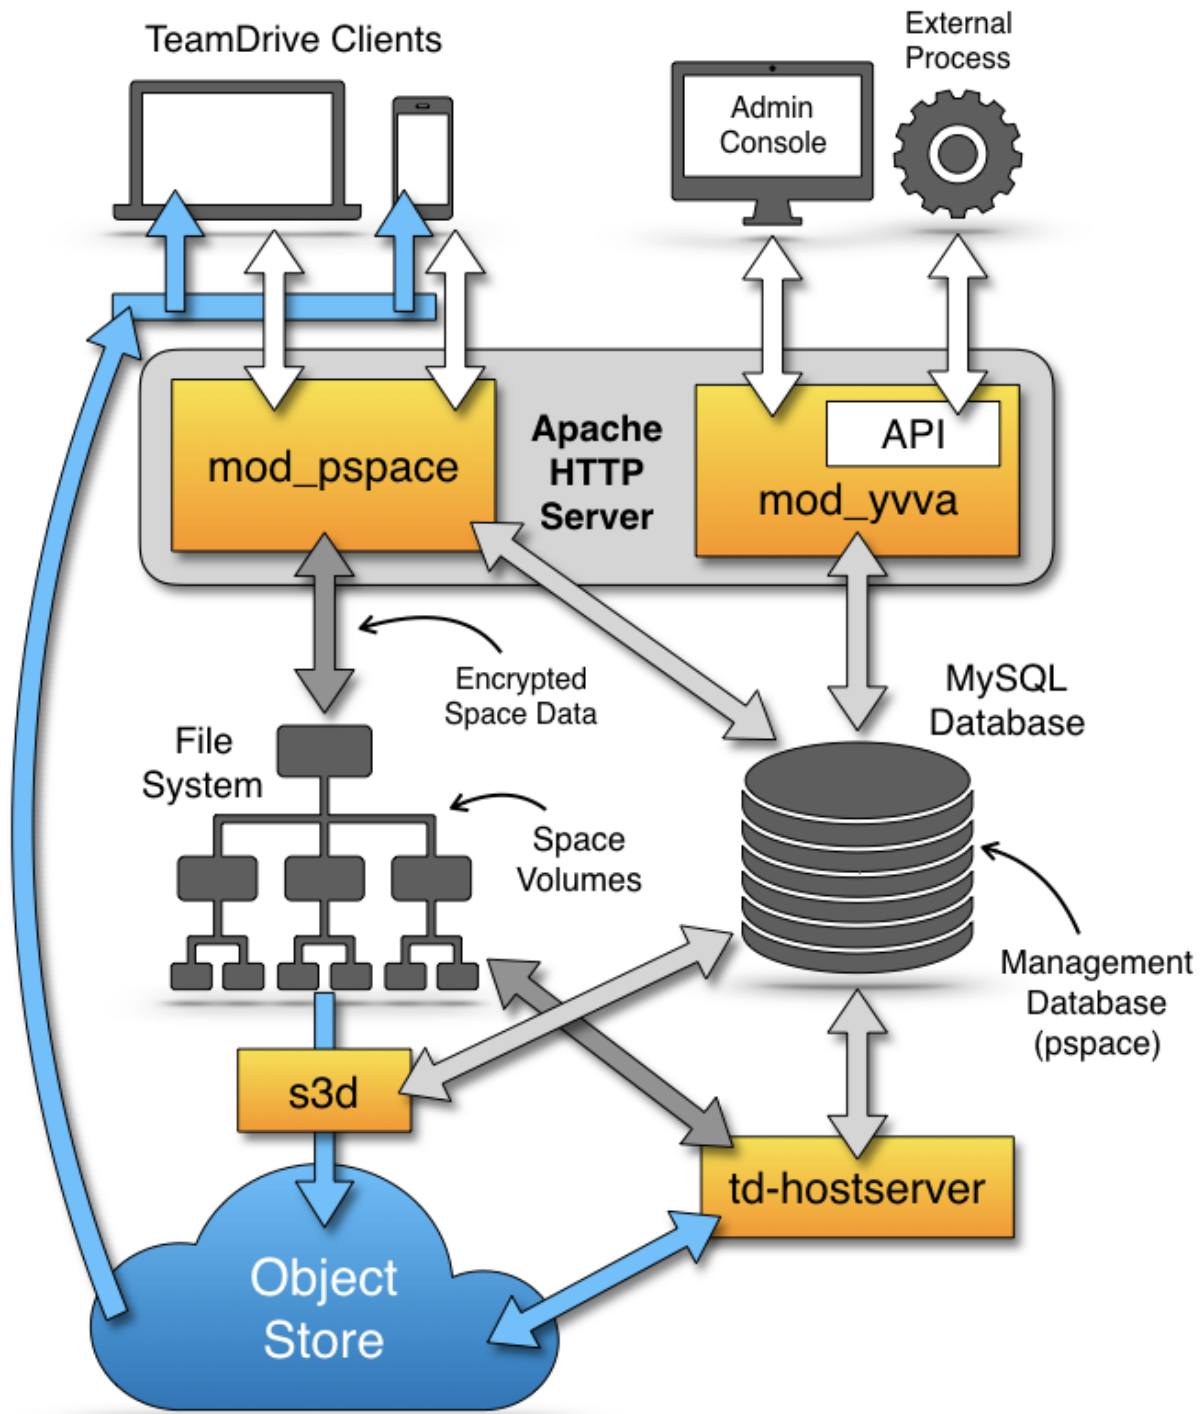 TeamDrive Clients
External
Process
Admin
Console
Apache
HTTP
Server
mod_pspace
API
mod_yvva
Encrypted
Space Data
MySQL
Database
File
System
Space
Volumes
Management
Database
(pspace)
s3d
td-hostserver
Object
Store